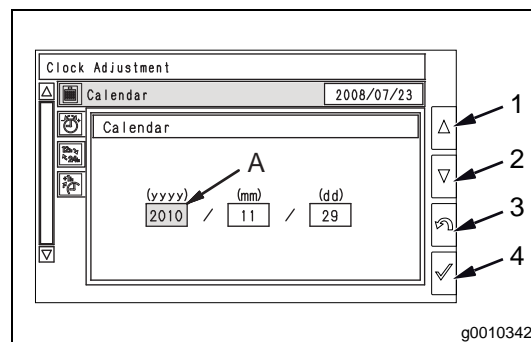 Clock Adjustment
Calendar 2008/07/23
Calendar
A
(yyyy) (mm) (dd)
2010 / 11 / 29
1
2
3
4
g0010342